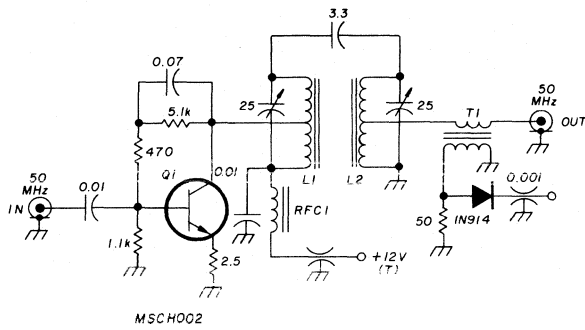 3.3
0.07
50
MHz
5.1k
25
25
T1
OUT
470
50
MHz
IN
0.01
Q1
0.01
L1
L2
0.001
RFC1
50
1N914
1.1k
2.5
+12V
(T)
MSCH002